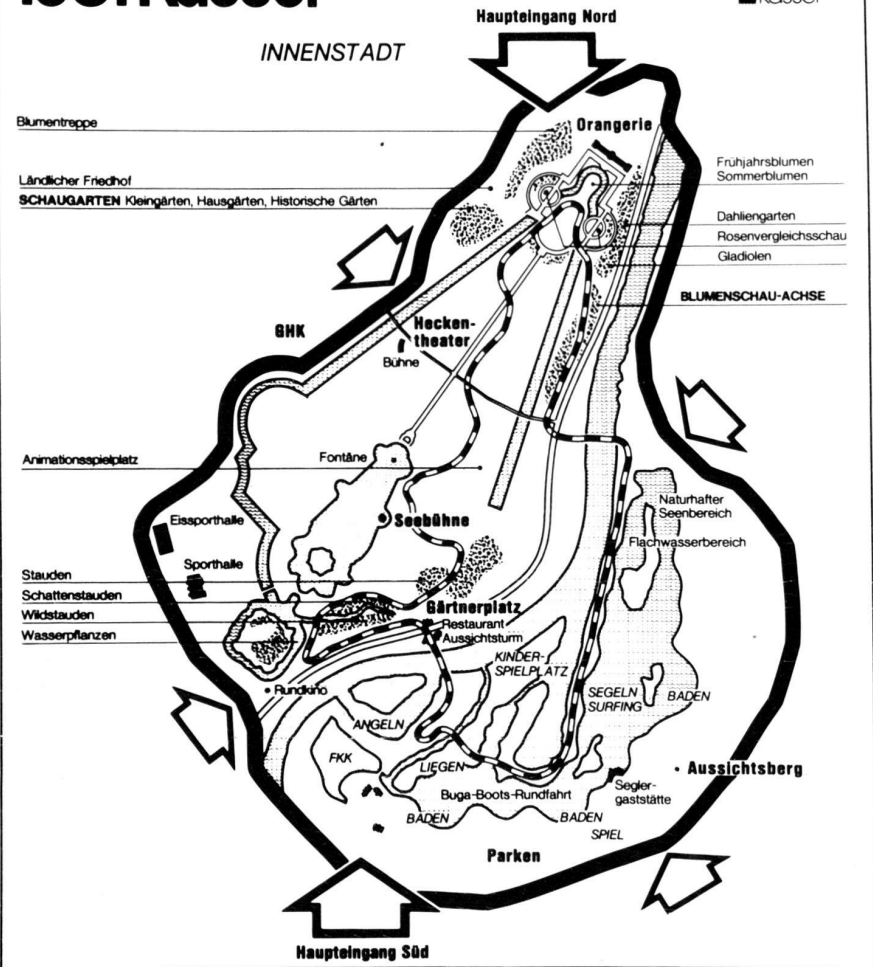 Haupteingang Nord
INNENSTADT
Blumentreppe
Orangerie
Ländlicher Friedhof
SCHAUGARTEN Kleingärten, Hausgärten, Historische Gärten
Frühjahrsblumen
Sommerblumen
Dahliengarten
Rosenvergleichsschau
Gladiolen
BLUMENSCHAU-ACHSE
GHK
Hecken-
theater
Bühne
Animationsspielplatz
Fontäne
Seebühne
Eissporthalle
Sporthalle
Naturhafter
Seenbereich
Flachwasserbereich
Stauden
Schattenstauden
Wildstauden
Wasserpflanzen
Gärtnerplatz
Restaurant
Aussichtsturm
KINDER-
SPIELPLATZ
Rundkino
ANGELN
SEGELN
SURFING
BADEN
FKK
LIEGEN
Aussichtsberg
Buga-Boots-Rundfahrt
Segler-
gaststätte
BADEN
BADEN
SPIEL
Parken
Haupteingang Süd